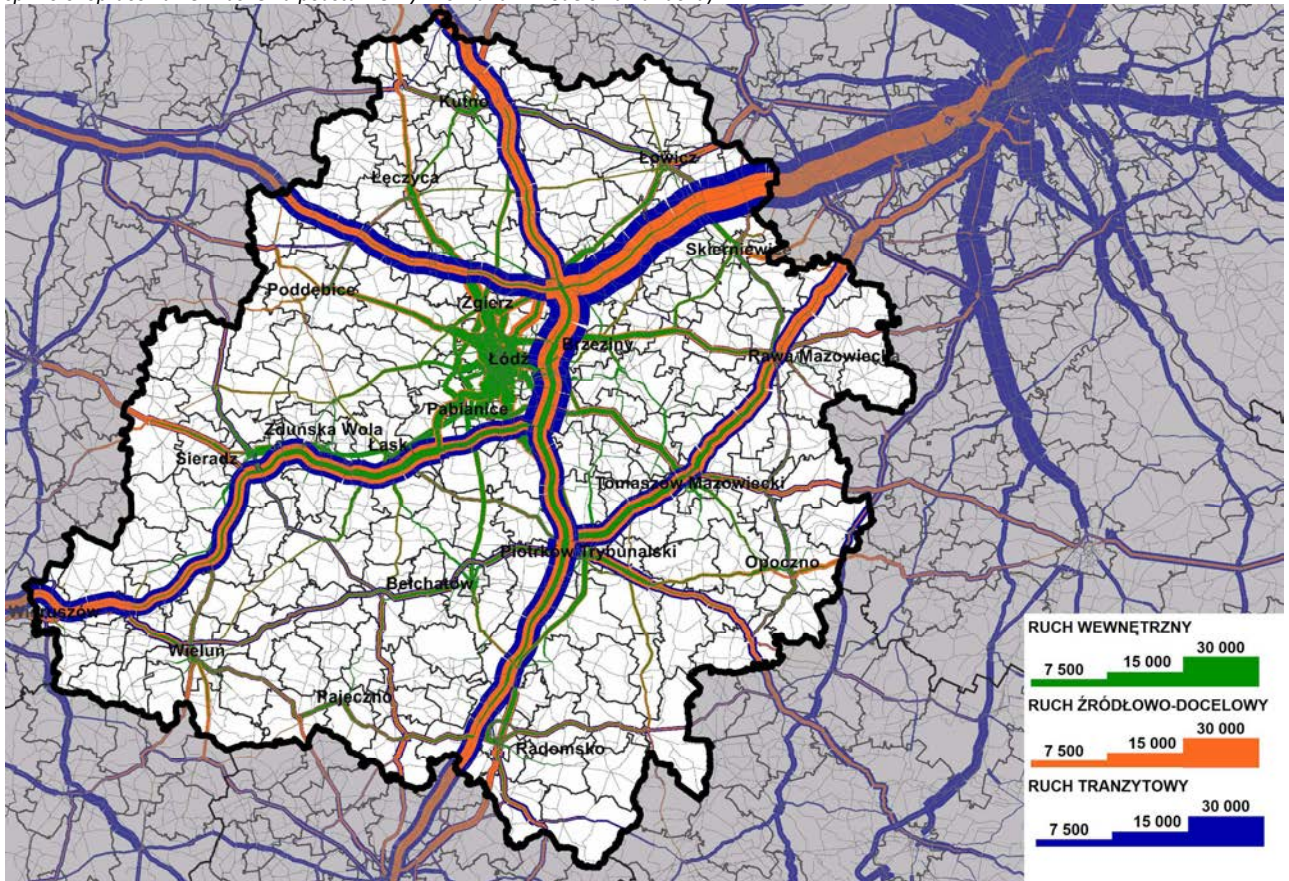 Kutno
Łowicz
Łęczyca
Skierniewi
Poddębice
Zgierz
Brzeziny
Łódź
Rawa Mazowiecka
Pabianice
Zduńska Wola
Łask
Sieradz
Tomaszów Mazowiecki
Piotrków Trybunalski
Opoczno
Bełchatów
Wieruszów
Wieluń
Pajęczno
Radomsko
RUCH WEWNĘTRZNY
7 500 15 000 30 000
RUCH ŹRÓDŁOWO-DOCELOWY
7 500 15 000 30 000
RUCH TRANZYTOWY
7 500 15 000 30 000